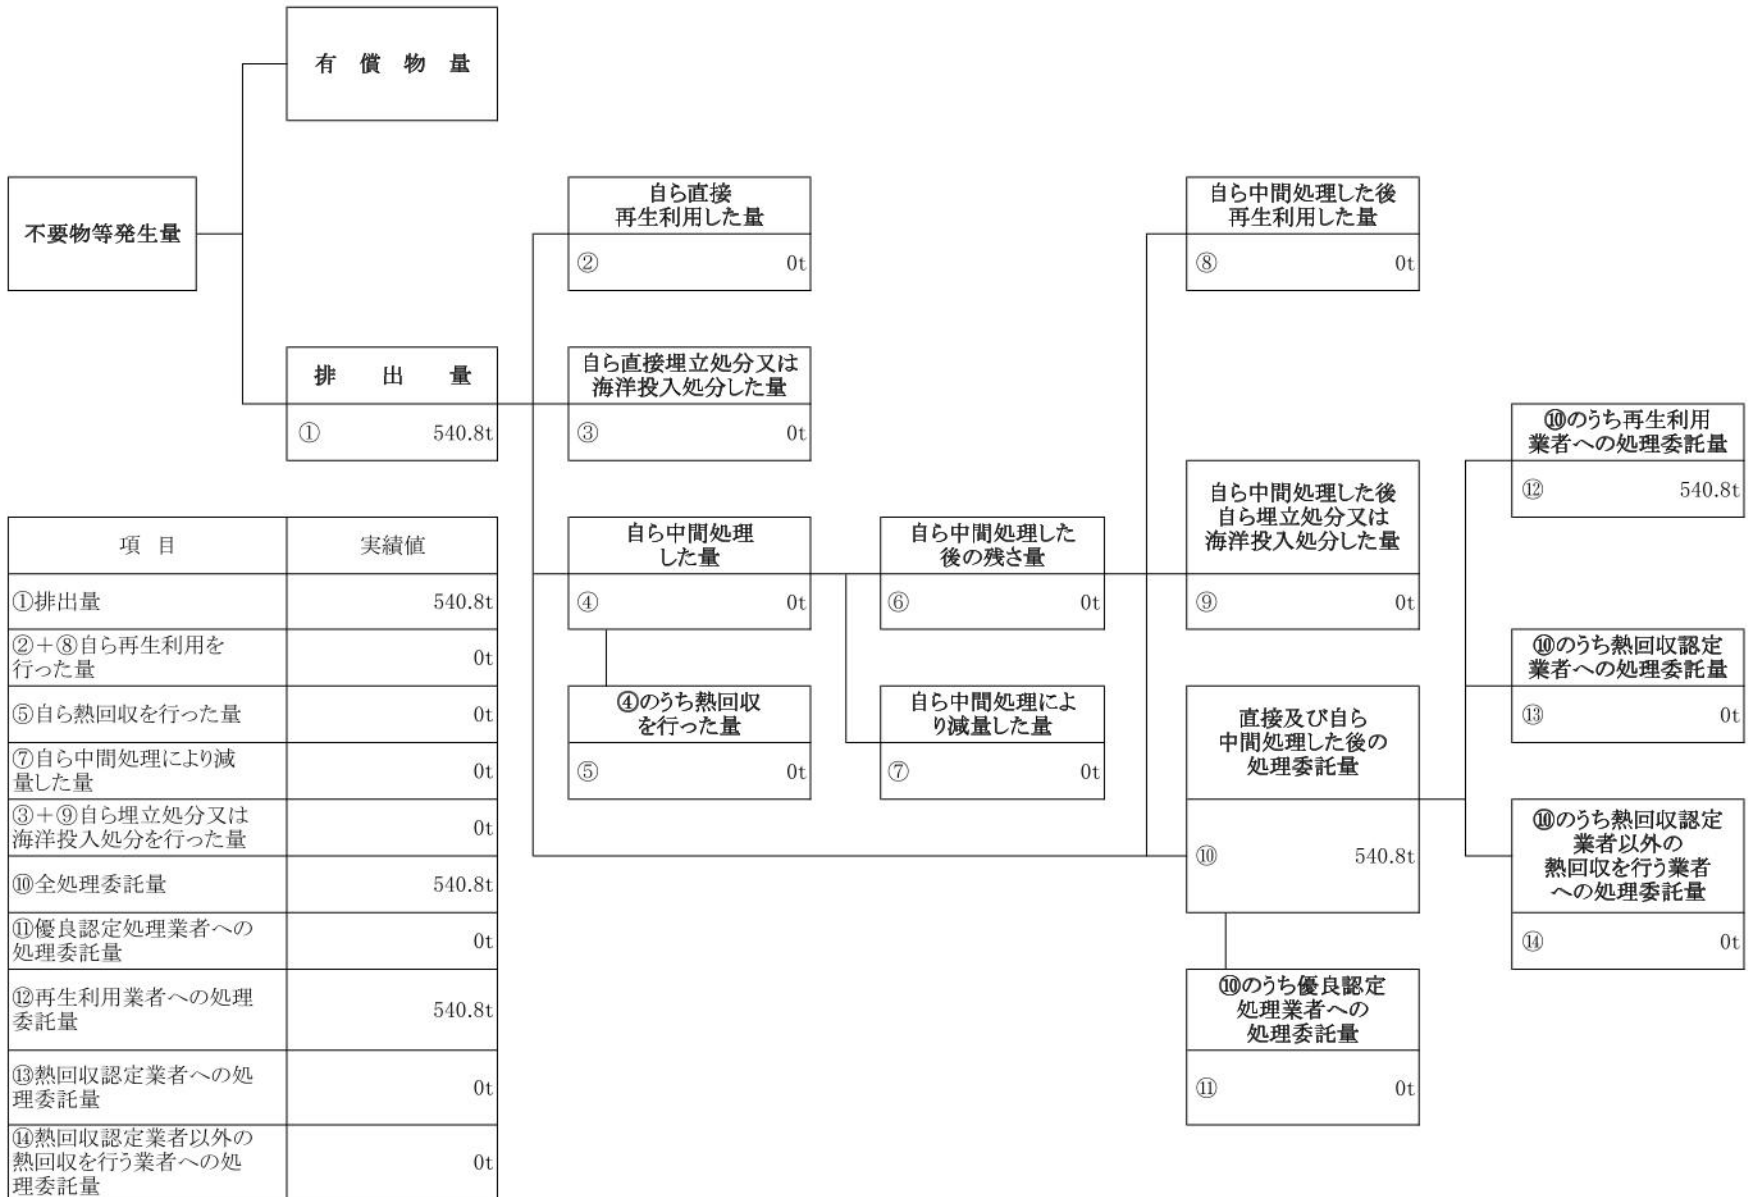 有償物量
不要物等発生量
自ら直接
再生利用した量
②
0t
自ら中間処理した後
再生利用した量
⑧
0t
排出量
①
540.8t
自ら直接埋立処分又は
海洋投入処分した量
③
0t
⑩のうち再生利用
業者への処理委託量
⑫
540.8t
自ら中間処理
した量
④
0t
自ら中間処理した
後の残さ量
⑥
0t
自ら中間処理した後
自ら埋立処分又は
海洋投入処分した量
⑨
0t
⑩のうち熱回収認定
業者への処理委託量
⑬
0t
④のうち熱回収
を行った量
⑤
0t
自ら中間処理によ
り減量した量
⑦
0t
直接及び自ら
中間処理した後の
処理委託量
⑩
540.8t
⑩のうち熱回収認定
業者以外の
熱回収を行う業者
への処理委託量
⑭
0t
⑩のうち優良認定
処理業者への
処理委託量
⑪
0t
項目 実績値
①排出量 540.8t
②+⑧自ら再生利用を
行った量
0t
⑤自ら熱回収を行った量 0t
⑦自ら中間処理により減
量した量
0t
③+⑨自ら埋立処分又は
海洋投入処分を行った量
0t
⑩全処理委託量 540.8t
⑪優良認定処理業者への
処理委託量
0t
⑫再生利用業者への処理
委託量
540.8t
⑬熱回収認定業者への処
理委託量
0t
⑭熱回収認定業者以外の
熱回収を行う業者への処
理委託量
0t